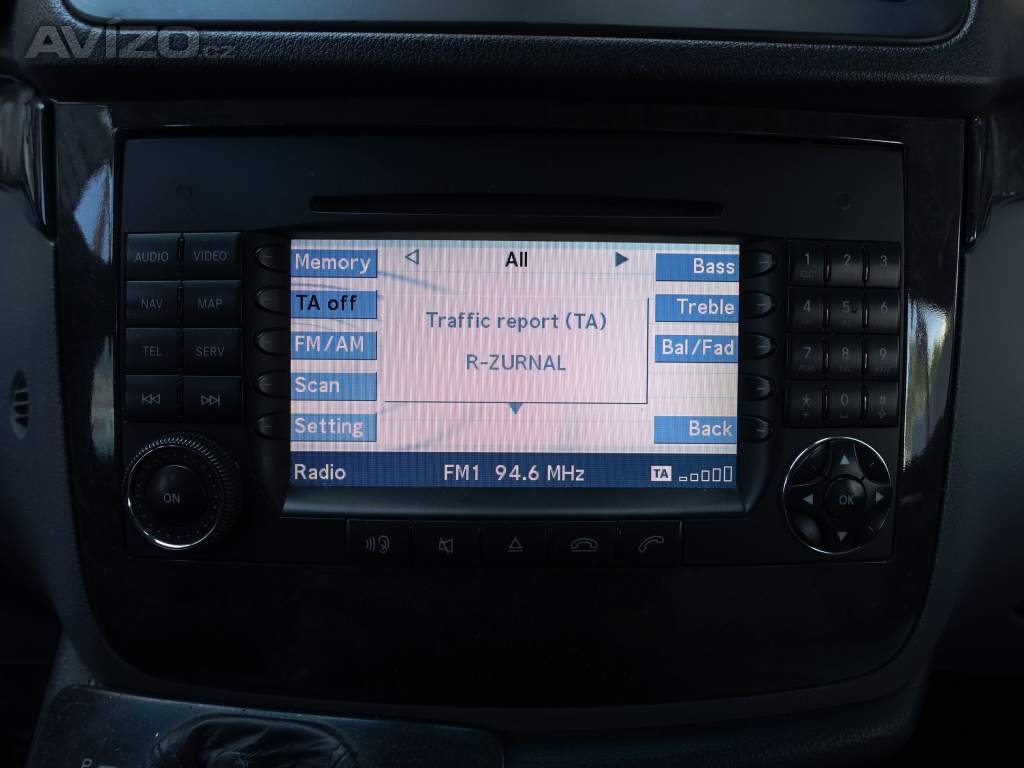 AVÍZO.cz
AUDIO VIDEO
NAV MAP
TEL SERV
ON
Memory
TA off
FM/AM
Scan
Setting
All
Traffic report (TA)
R-ZURNAL
Bass
Treble
Bal/Fad
Back
Radio FM1 94.6 MHz TA
1 2 3
4 5 6
7 8 9
* 0 #
OK
P